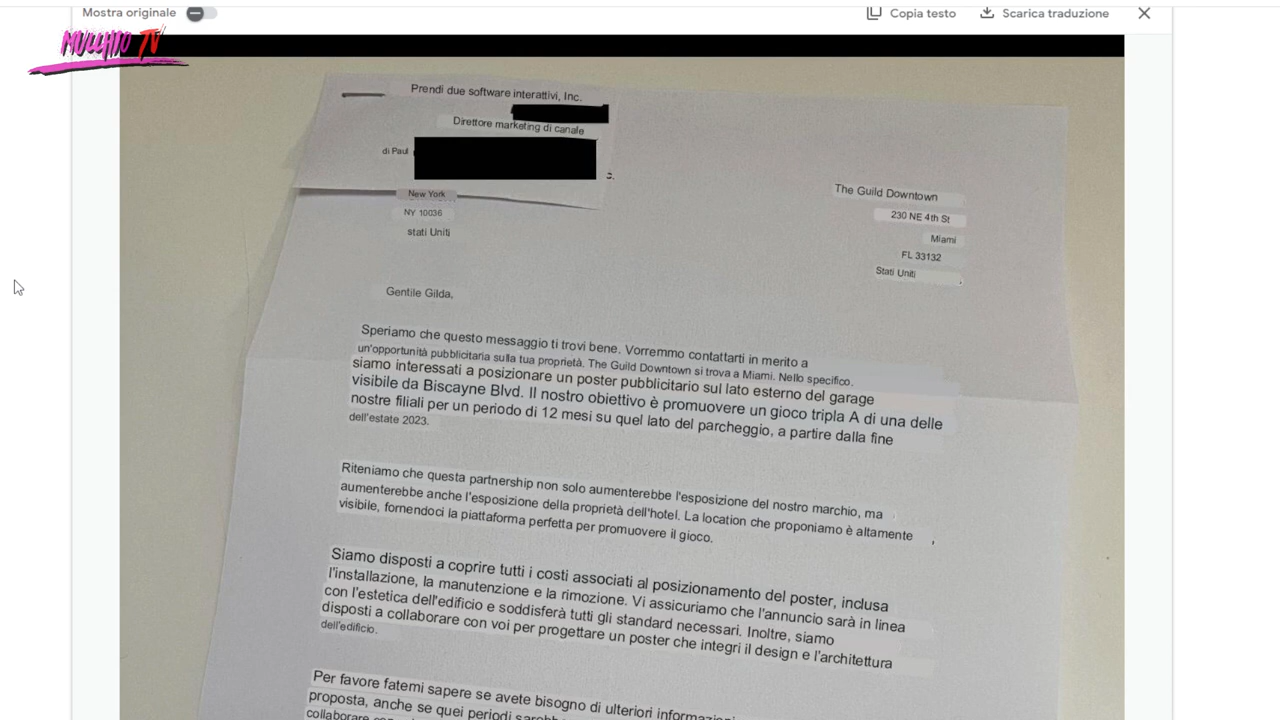 Mostra originale
Copia testo
Scarica traduzione
MUCCHIO TV
Prendi due software interattivi, Inc.
Direttore marketing di canale
di Paul
New York
NY 10036
stati Uniti
The Guild Downtown
230 NE 4th St
Miami
FL 33132
Stati Uniti
Gentile Gilda,
Speriamo che questo messaggio ti trovi bene. Vorremmo contattarti in merito a
un'opportunità pubblicitaria sulla tua proprietà. The Guild Downtown si trova a Miami. Nello specifico.
siamo interessati a posizionare un poster pubblicitario sul lato esterno del garage
visibile da Biscayne Blvd. Il nostro obiettivo è promuovere un gioco tripla A di una delle
nostre filiali per un periodo di 12 mesi su quel lato del parcheggio, a partire dalla fine
dell'estate 2023.
Riteniamo che questa partnership non solo aumenterebbe l'esposizione del nostro marchio, ma
aumenterebbe anche l'esposizione della proprietà dell'hotel. La location che proponiamo è altamente
visibile, fornendoci la piattaforma perfetta per promuovere il gioco.
Siamo disposti a coprire tutti i costi associati al posizionamento del poster, inclusa
l'installazione, la manutenzione e la rimozione. Vi assicuriamo che l'annuncio sarà in linea
con l'estetica dell'edificio e soddisferà tutti gli standard necessari. Inoltre, siamo
disposti a collaborare con voi per progettare un poster che integri il design e l'architettura
dell'edificio.
Per favore fatemi sapere se avete bisogno di ulteriori informazioni
proposta, anche se quei periodi
collaborare